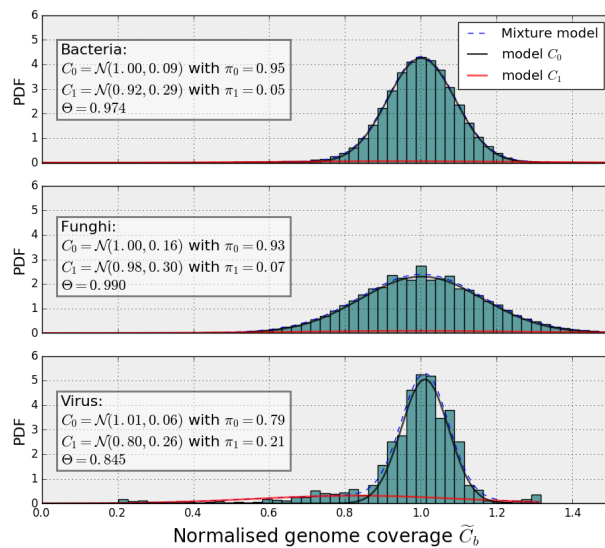 6
5
4
3
2
1
0
PDF
Bacteria:
C₀ = 𝒩(1.00, 0.09) with π₀ = 0.95
C₁ = 𝒩(0.92, 0.29) with π₁ = 0.05
Θ = 0.974
Mixture model
model C₀
model C₁
6
5
4
3
2
1
0
PDF
Funghi:
C₀ = 𝒩(1.00, 0.16) with π₀ = 0.93
C₁ = 𝒩(0.98, 0.30) with π₁ = 0.07
Θ = 0.990
6
5
4
3
2
1
0
PDF
Virus:
C₀ = 𝒩(1.01, 0.06) with π₀ = 0.79
C₁ = 𝒩(0.80, 0.26) with π₁ = 0.21
Θ = 0.845
0.0 0.2 0.4 0.6 0.8 1.0 1.2 1.4
Normalised genome coverage C̃_b